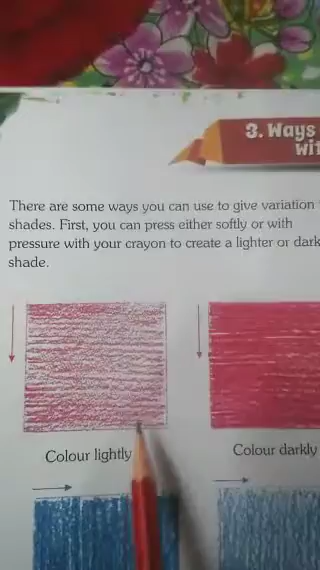 3. Ways
wit
There are some ways you can use to give variation
shades. First, you can press either softly or with
pressure with your crayon to create a lighter or dark
shade.
Colour lightly
Colour darkly